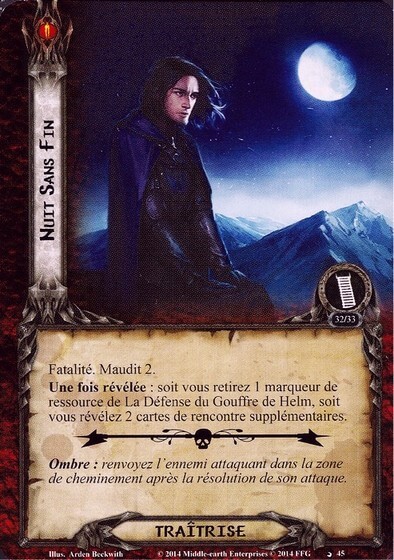 NUIT SANS FIN
32/33
Fatalité. Maudit 2.
Une fois révélée : soit vous retirez 1 marqueur de
ressource de La Défense du Gouffre de Helm, soit
vous révélez 2 cartes de rencontre supplémentaires.
Ombre : renvoyez l'ennemi attaquant dans la zone
de cheminement après la résolution de son attaque.
TRAÎTRISE
Illus. Arden Beckwith © 2014 Middle-earth Enterprises © 2014 FFG 45